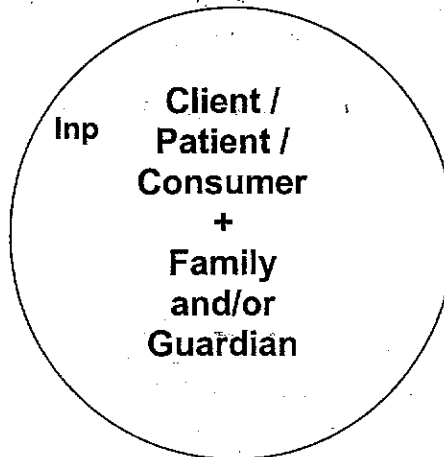 Inp
Client /
Patient /
Consumer
+
Family
and/or
Guardian